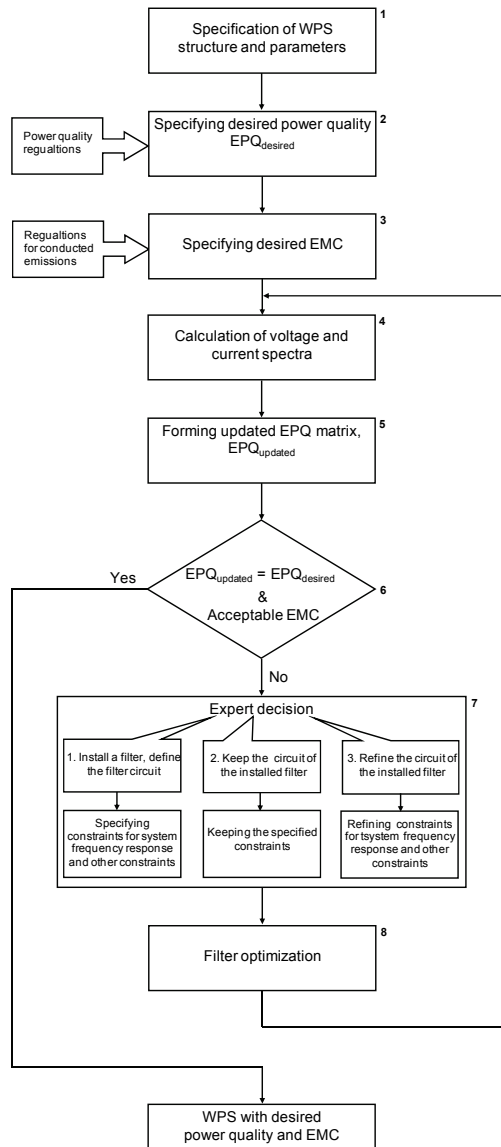 1
Specification of WPS
structure and parameters
2
Specifying desired power quality
EPQdesired
Power quality
regualtions
3
Specifying desired EMC
Regualtions
for conducted
emissions
4
Calculation of voltage and
current spectra
5
Forming updated EPQ matrix,
EPQupdated
Yes
EPQupdated = EPQdesired
&
Acceptable EMC
6
No
7
Expert decision
1. Install a filter, define
the filter circuit
2. Keep the circuit of
the installed filter
3. Refine the circuit of
the installed filter
Specifying
constraints for system
frequency response
and other constraints
Keeping the specified
constraints
Refining constraints
for tsystem frequency
response and other
constraints
8
Filter optimization
WPS with desired
power quality and EMC